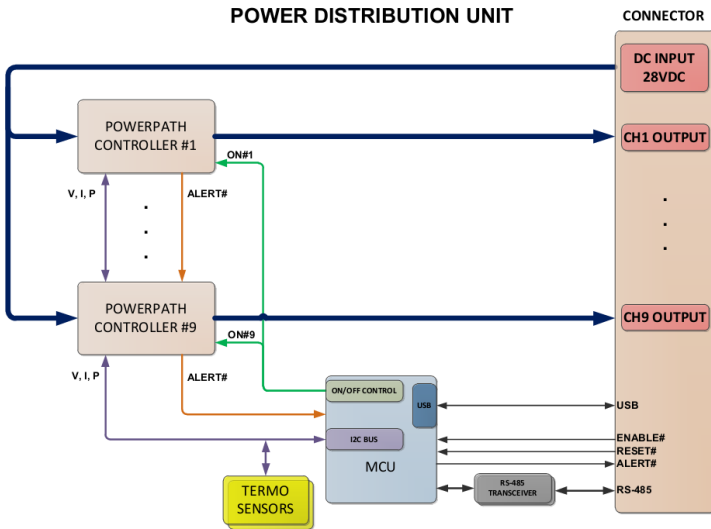 POWER DISTRIBUTION UNIT
CONNECTOR
DC INPUT
28VDC
POWERPATH
CONTROLLER #1
CH1 OUTPUT
ON#1
V, I, P
ALERT#
POWERPATH
CONTROLLER #9
CH9 OUTPUT
ON#9
V, I, P
ALERT#
ON/OFF CONTROL
USB
USB
I2C BUS
MCU
ENABLE#
RESET#
ALERT#
TERMO
SENSORS
RS-485
TRANSCEIVER
RS-485